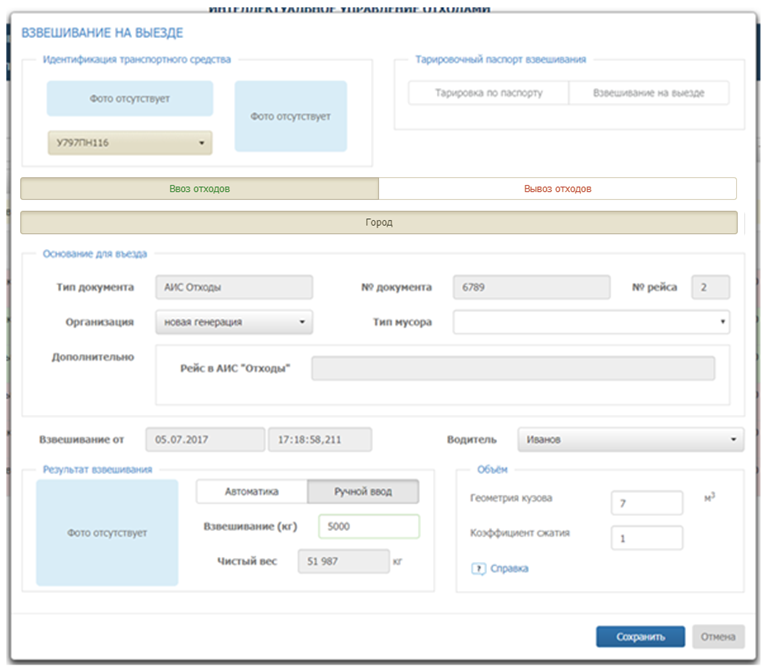 ИНТЕЛЛЕКТУАЛЬНОЕ УПРАВЛЕНИЕ ОТХОДАМИ
ВЗВЕШИВАНИЕ НА ВЫЕЗДЕ
Идентификация транспортного средства
Фото отсутствует
Фото отсутствует
У797ПН116
Тарировочный паспорт взвешивания
Тарировка по паспорту
Взвешивание на выезде
Ввоз отходов
Вывоз отходов
Город
Основание для въезда
Тип документа АИС Отходы № документа 6789 № рейса 2
Организация новая генерация Тип мусора
Дополнительно
Рейс в АИС "Отходы"
Взвешивание от 05.07.2017 17:18:58,211 Водитель Иванов
Результат взвешивания
Фото отсутствует
Автоматика Ручной ввод
Взвешивание (кг) 5000
Чистый вес 51 987 кг
Объём
Геометрия кузова 7 м³
Коэффициент сжатия 1
? Справка
Сохранить Отмена